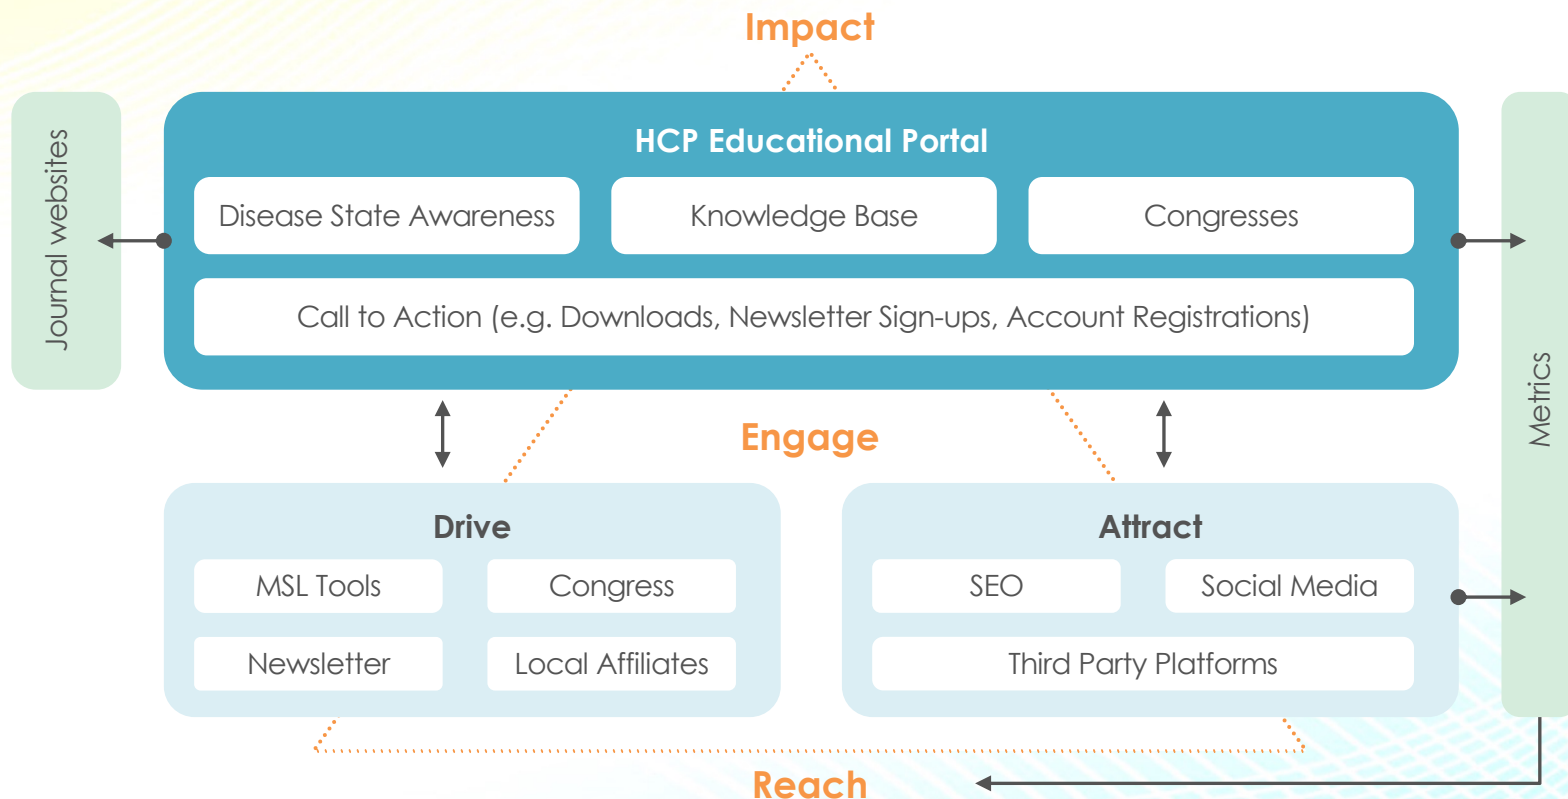 Impact
Journal websites
HCP Educational Portal
Disease State Awareness
Knowledge Base
Congresses
Call to Action (e.g. Downloads, Newsletter Sign-ups, Account Registrations)
Metrics
Engage
Drive
MSL Tools
Congress
Newsletter
Local Affiliates
Attract
SEO
Social Media
Third Party Platforms
Reach